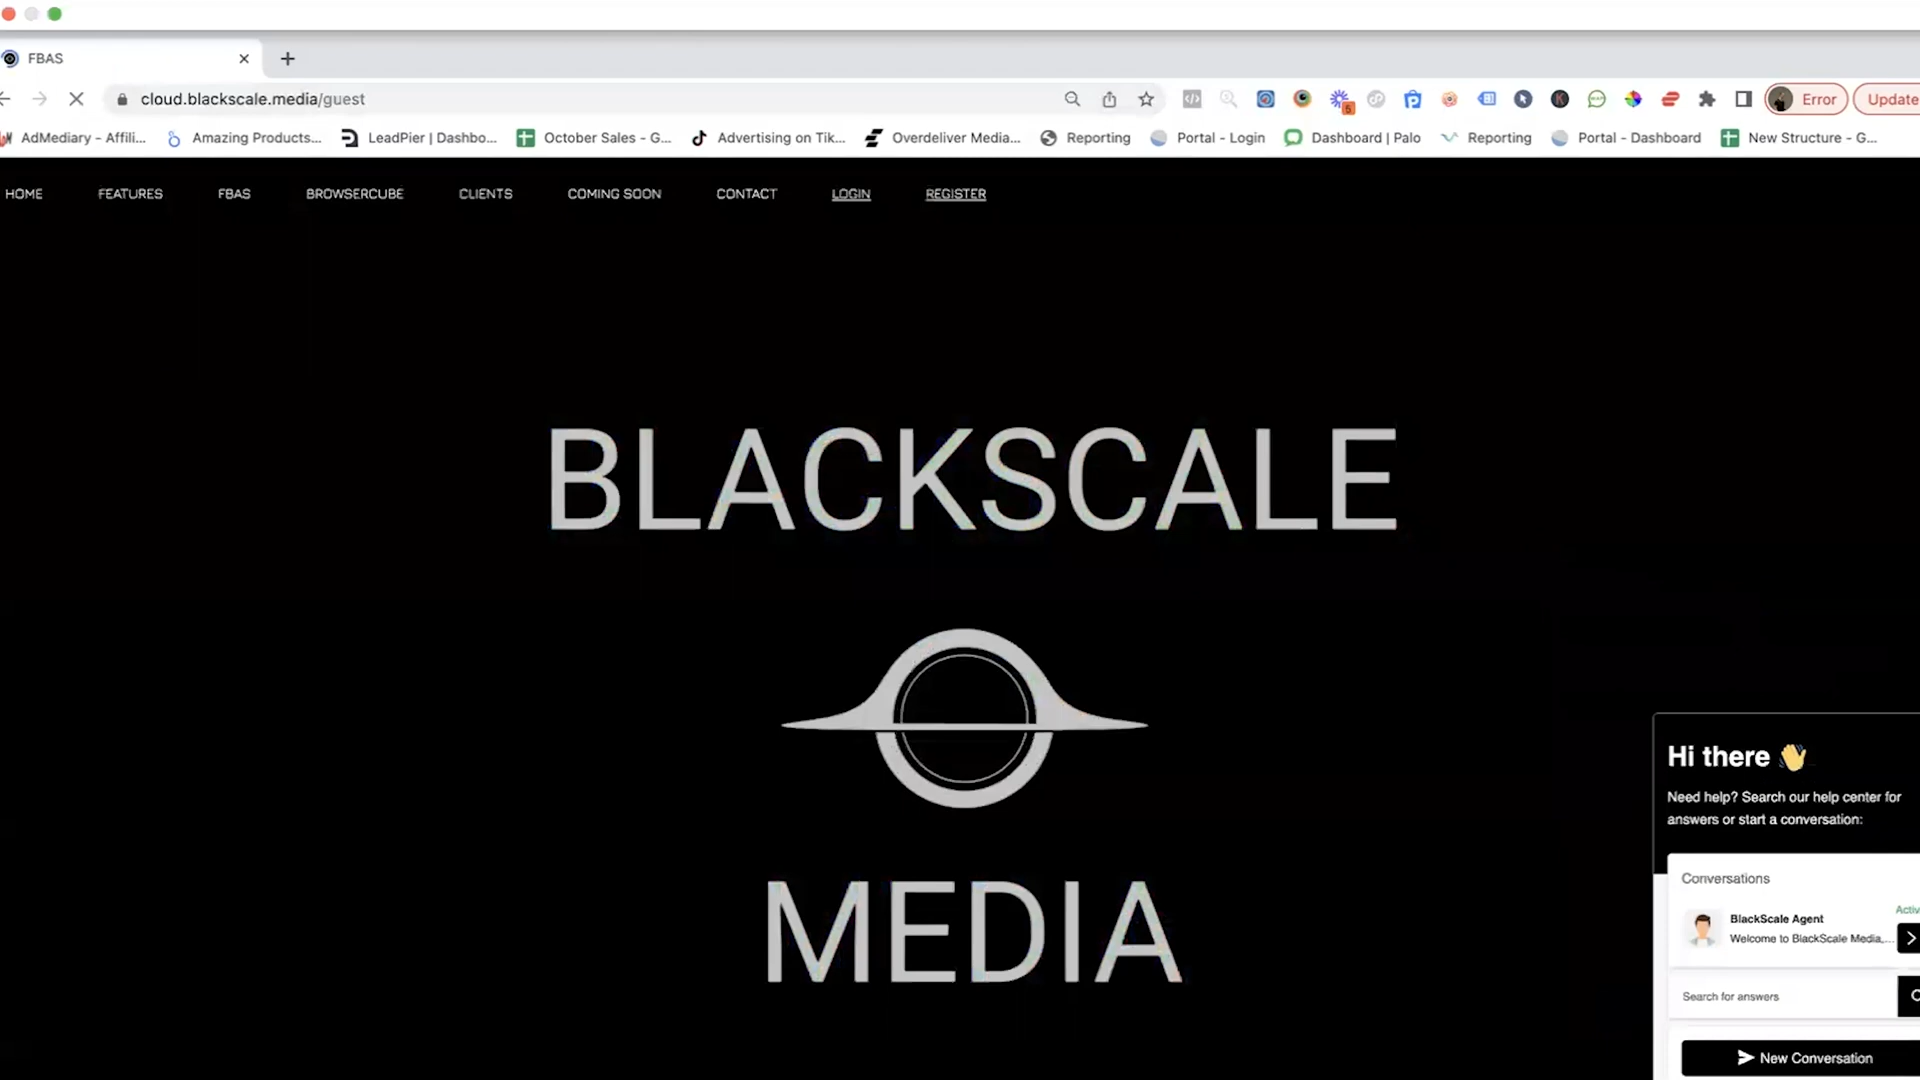 FBAS
cloud.blackscale.media/guest
5
Error
Update
AdMediary - Affili...
Amazing Products...
LeadPier | Dashbo...
October Sales - G...
Advertising on Tik...
Overdeliver Media...
Reporting
Portal - Login
Dashboard | Palo
Reporting
Portal - Dashboard
New Structure - G...
HOME
FEATURES
FBAS
BROWSERCUBE
CLIENTS
COMING SOON
CONTACT
LOGIN
REGISTER
BLACKSCALE
MEDIA
Hi there 👋
Need help? Search our help center for
answers or start a conversation:
Conversations
Activ
BlackScale Agent
Welcome to BlackScale Media,...
Search for answers
New Conversation